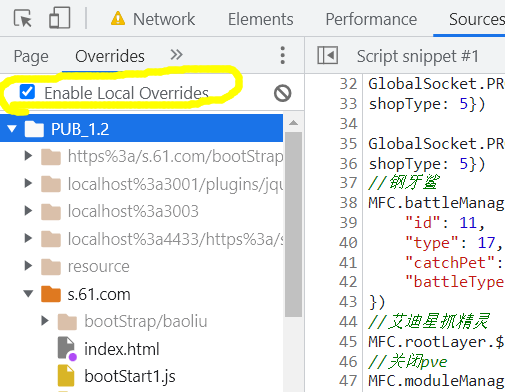 Network Elements Performance Sources
Page Overrides
Script snippet #1
Enable Local Overrides
PUB_1.2
https%3a/s.61.com/bootStrap
localhost%3a3001/plugins/jqu
localhost%3a3003
localhost%3a4433/https%3a/s
resource
s.61.com
bootStrap/baoliu
index.html
bootStart1.js
32 GlobalSocket.PR
33 shopType: 5})
34
35 GlobalSocket.PR
36 shopType: 5})
37 //钢牙鲨
38 MFC.battleManag
39 "id": 11,
40 "type": 17,
41 "catchPet":
42 "battleType
43 })
44 //艾迪星抓精灵
45 MFC.rootLayer.$
46 //关闭pve
47 MFC.moduleManag